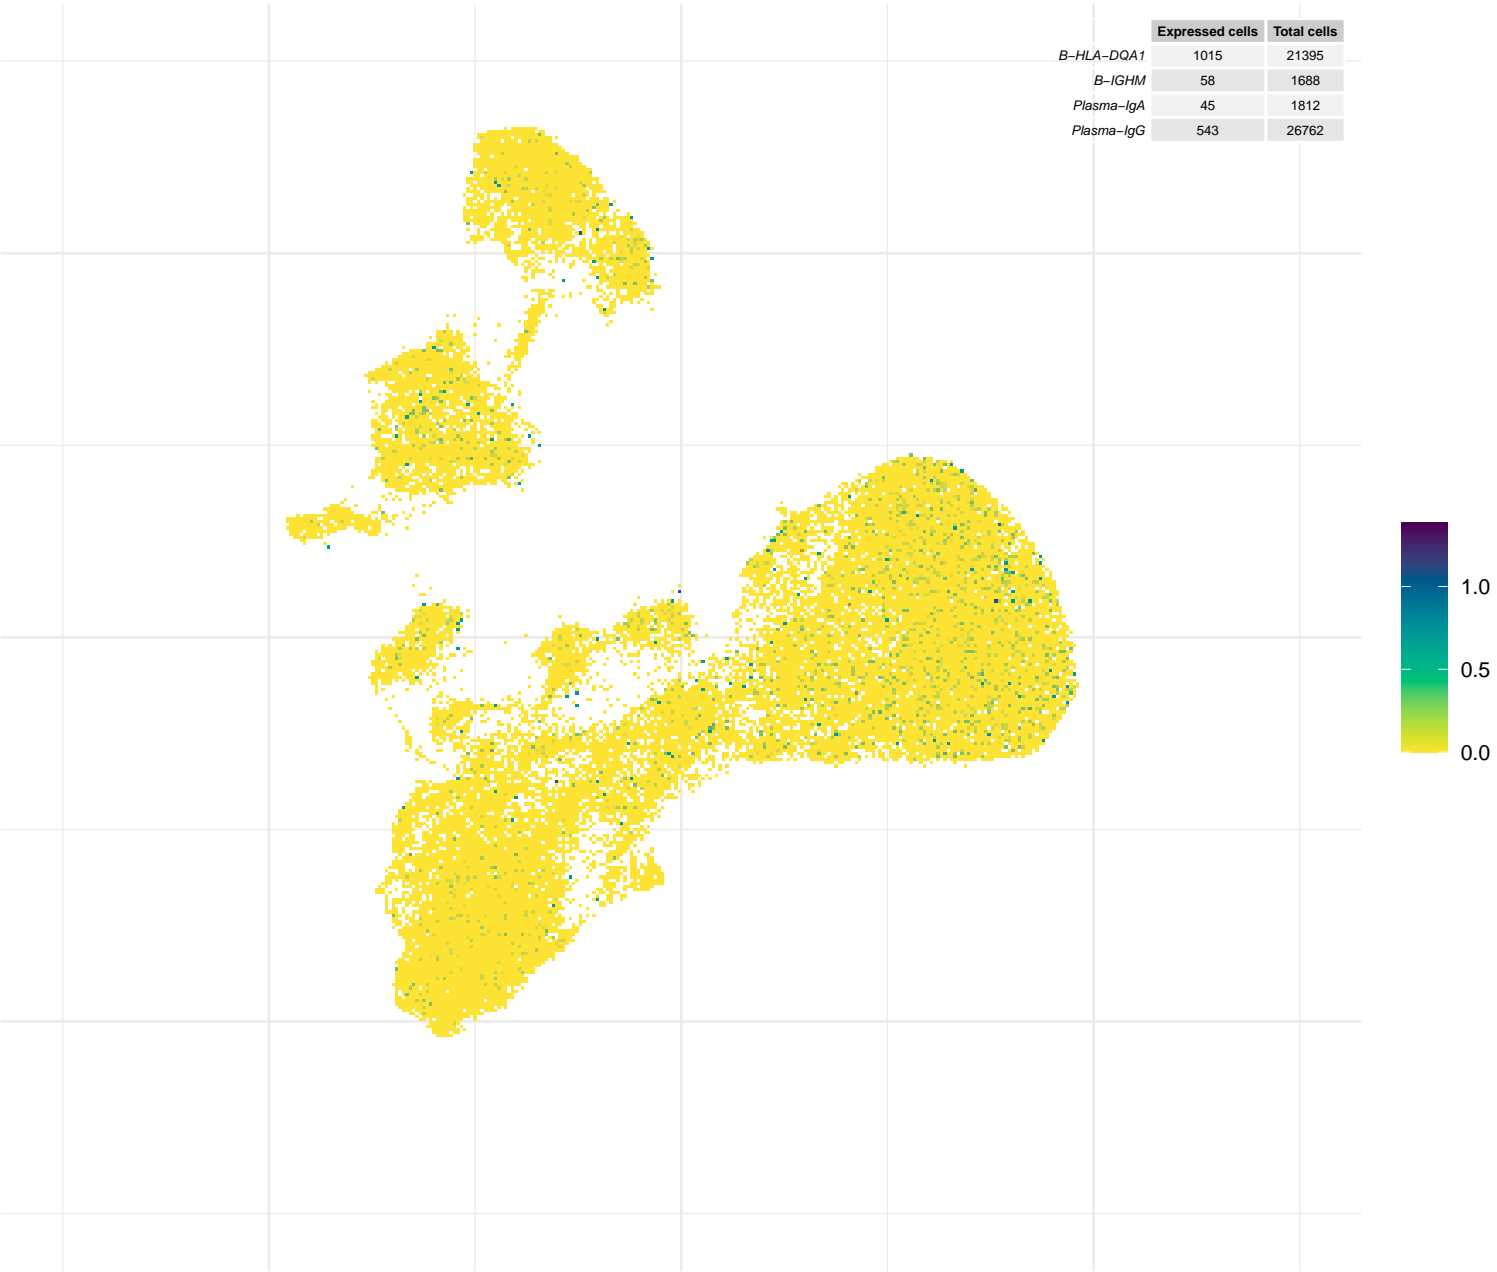 Expressed cells Total cells
B−HLA−DQA1 1015 21395
B−IGHM 58 1688
Plasma−IgA 45 1812
Plasma−IgG 543 26762
1.0
0.5
0.0